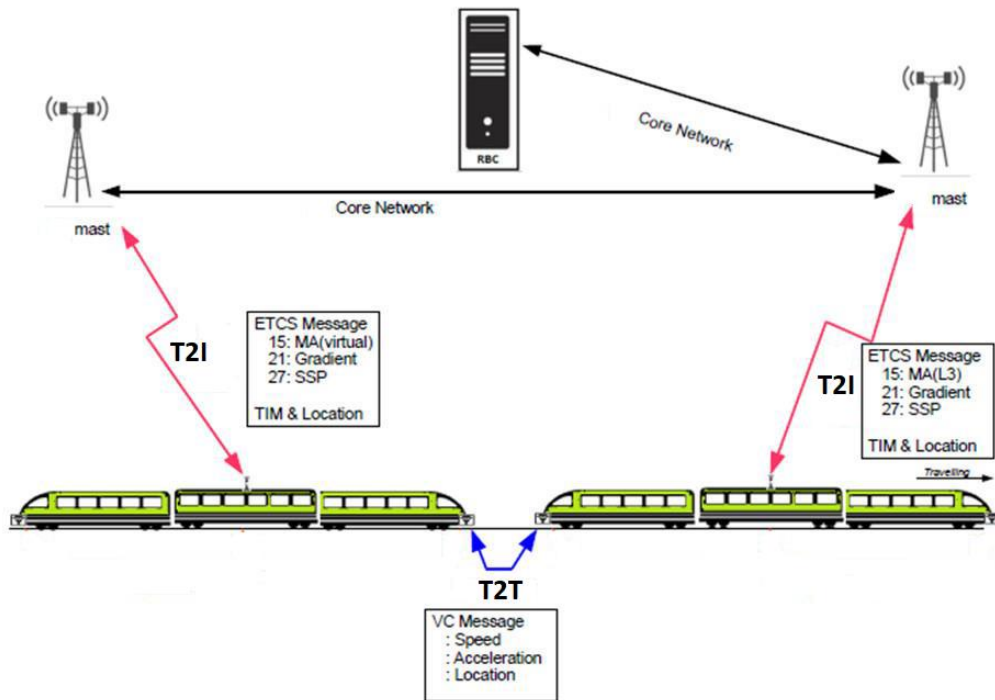 RBC
Core Network
Core Network
mast
mast
T2I
ETCS Message
15: MA(virtual)
21: Gradient
27: SSP
TIM & Location
T2I
ETCS Message
15: MA(L3)
21: Gradient
27: SSP
TIM & Location
Travelling
T2T
VC Message
: Speed
: Acceleration
: Location